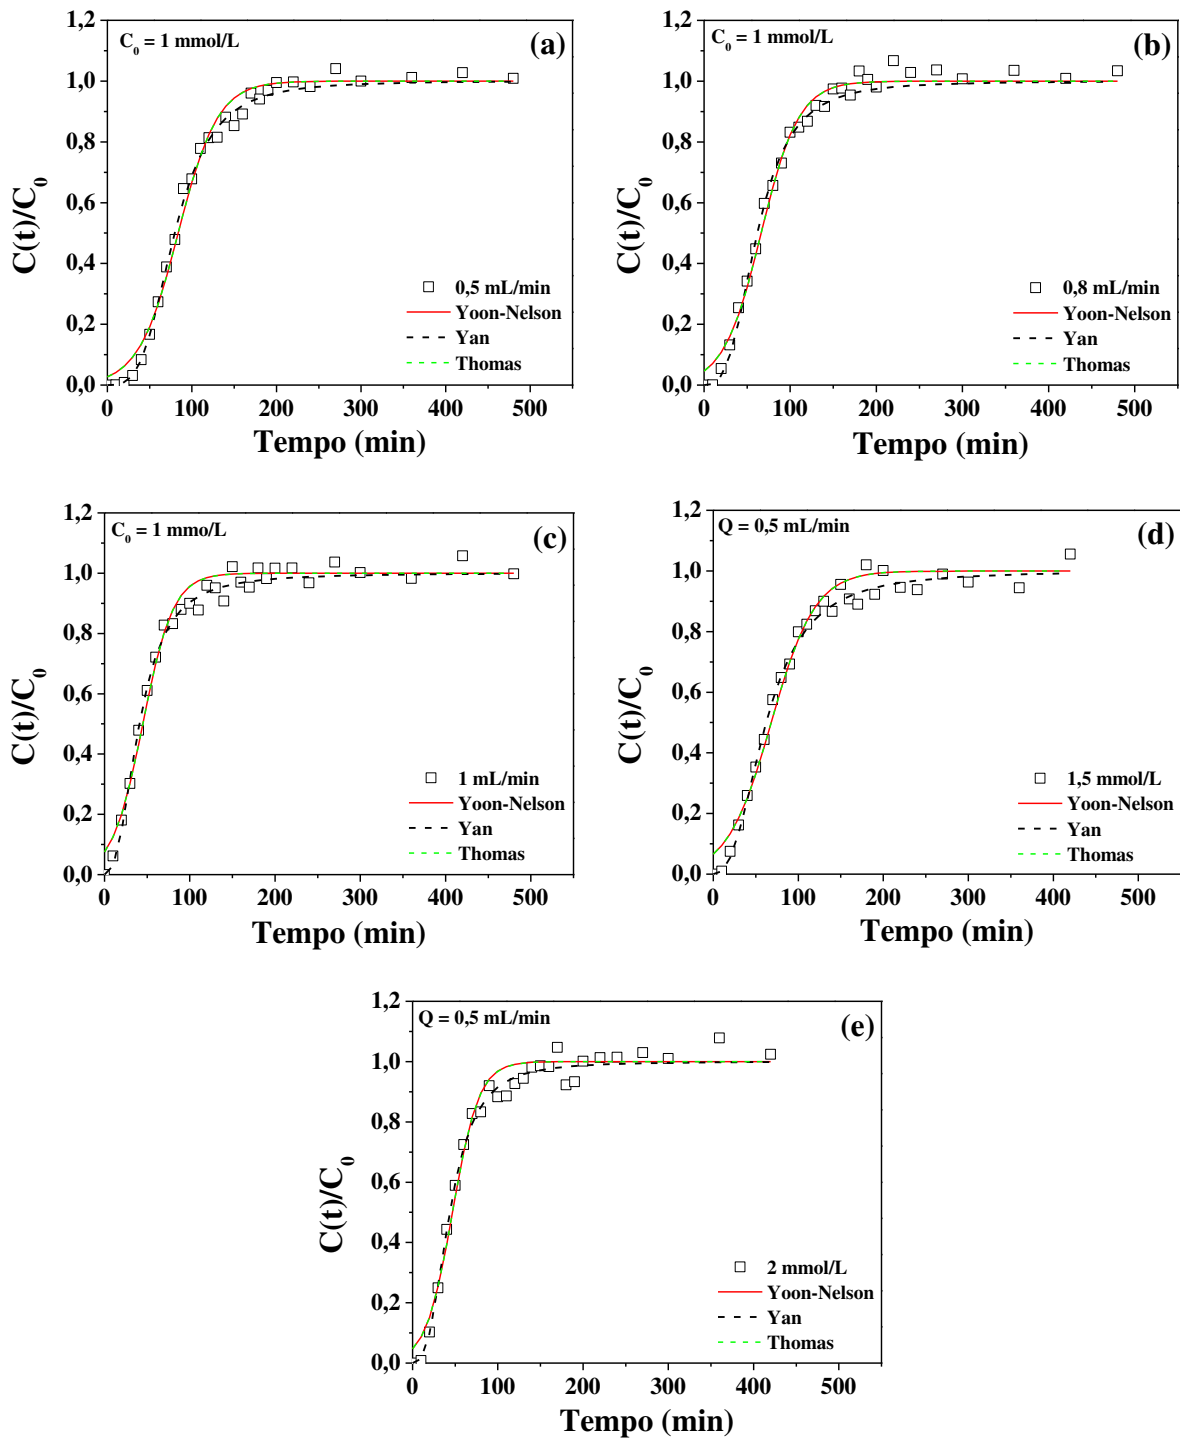 C₀ = 1 mmol/L
(a)
C(t)/C₀
1,2
1,0
0,8
0,6
0,4
0,2
0,0
0,5 mL/min
Yoon-Nelson
Yan
Thomas
0 100 200 300 400 500
Tempo (min)
C₀ = 1 mmol/L
(b)
C(t)/C₀
1,2
1,0
0,8
0,6
0,4
0,2
0,0
0,8 mL/min
Yoon-Nelson
Yan
Thomas
0 100 200 300 400 500
Tempo (min)
C₀ = 1 mmo/L
(c)
C(t)/C₀
1,2
1,0
0,8
0,6
0,4
0,2
0,0
1 mL/min
Yoon-Nelson
Yan
Thomas
0 100 200 300 400 500
Tempo (min)
Q = 0,5 mL/min
(d)
C(t)/C₀
1,2
1,0
0,8
0,6
0,4
0,2
0,0
1,5 mmol/L
Yoon-Nelson
Yan
Thomas
0 100 200 300 400 500
Tempo (min)
Q = 0,5 mL/min
(e)
C(t)/C₀
1,2
1,0
0,8
0,6
0,4
0,2
0,0
2 mmol/L
Yoon-Nelson
Yan
Thomas
0 100 200 300 400 500
Tempo (min)